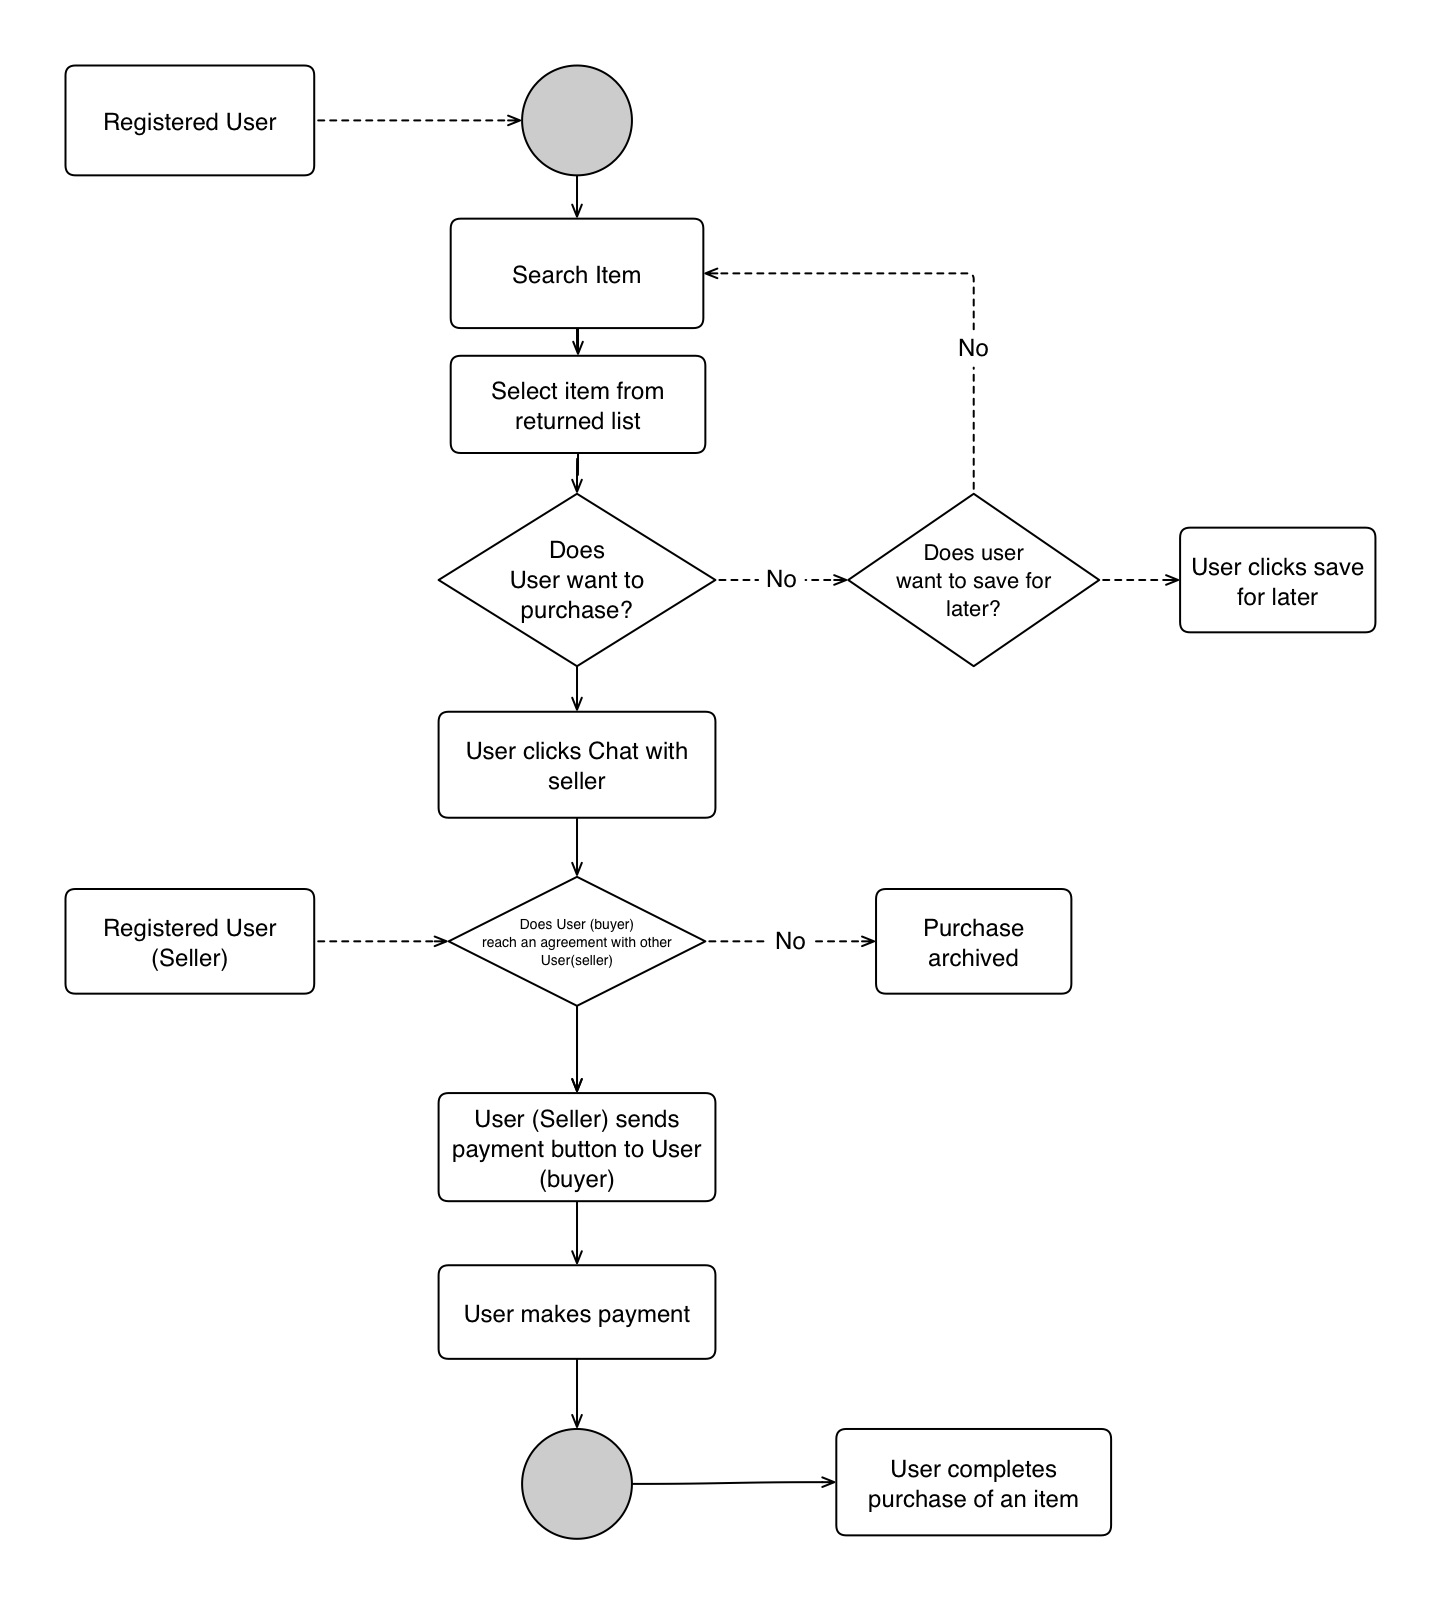 Registered User
Search Item
No
Select item from
returned list
Does
User want to
purchase?
No
Does user
want to save for
later?
User clicks save
for later
User clicks Chat with
seller
Registered User
(Seller)
Does User (buyer)
reach an agreement with other
User(seller)
No
Purchase
archived
User (Seller) sends
payment button to User
(buyer)
User makes payment
User completes
purchase of an item